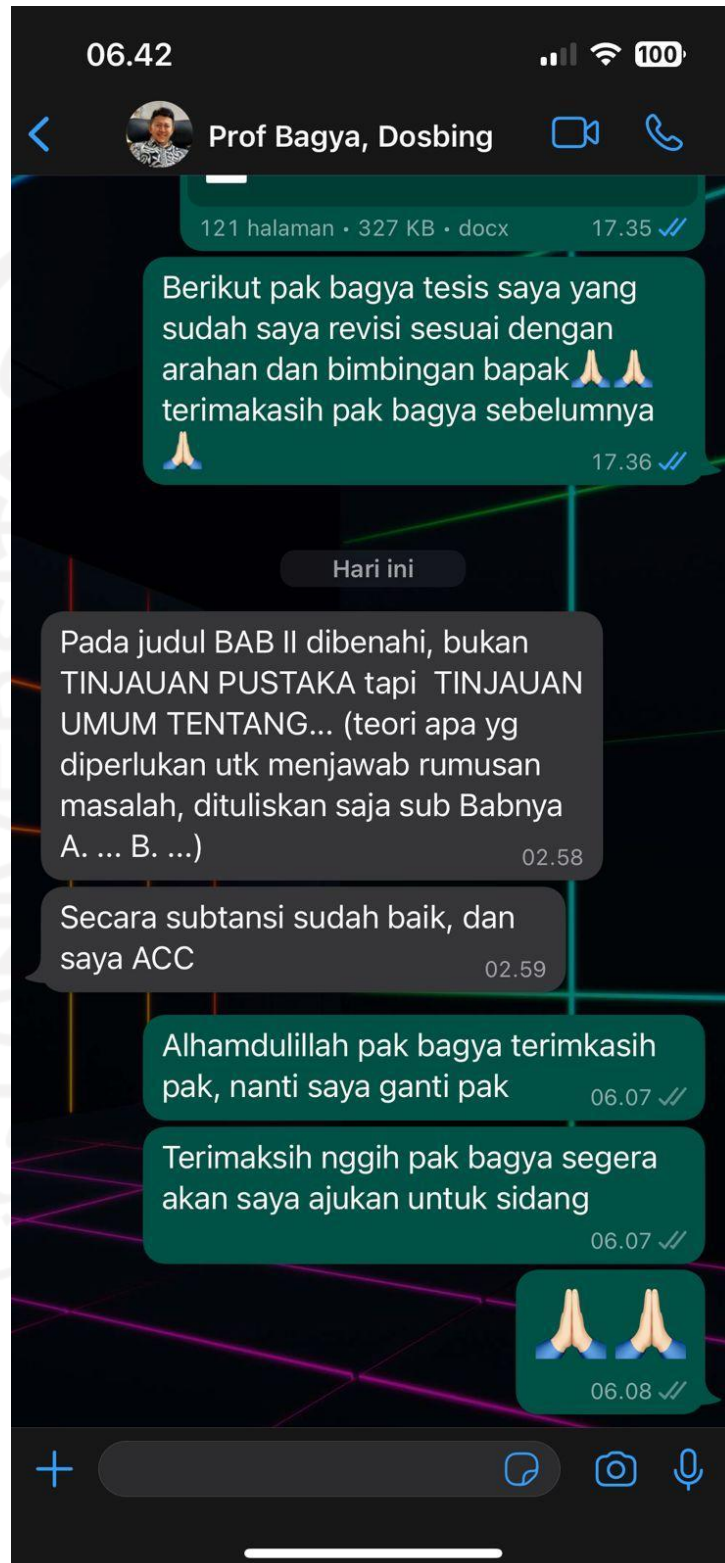 06.42
100
Prof Bagya, Dosbing
121 halaman • 327 KB • docx 17.35
Berikut pak bagya tesis saya yang
sudah saya revisi sesuai dengan
arahan dan bimbingan bapak🙏🏻🙏🏻
terimakasih pak bagya sebelumnya
🙏🏻 17.36
Hari ini
Pada judul BAB II dibenahi, bukan
TINJAUAN PUSTAKA tapi TINJAUAN
UMUM TENTANG... (teori apa yg
diperlukan utk menjawab rumusan
masalah, dituliskan saja sub Babnya
A. ... B. ...) 02.58
Secara subtansi sudah baik, dan
saya ACC 02.59
Alhamdulillah pak bagya terimkasih
pak, nanti saya ganti pak 06.07
Terimaksih nggih pak bagya segera
akan saya ajukan untuk sidang
06.07
🙏🏻🙏🏻
06.08